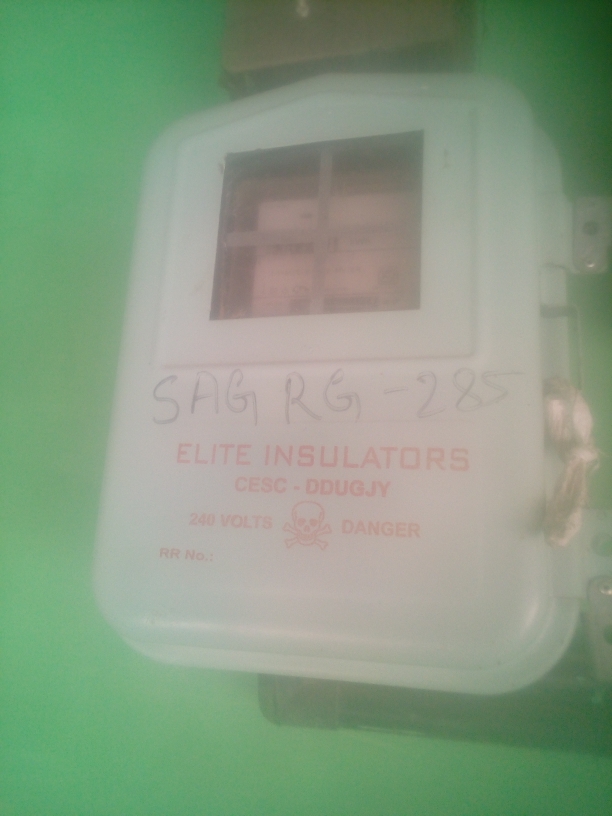 SAG RG - 285
ELITE INSULATORS
CESC - DDUGJY
240 VOLTS DANGER
RR No.: